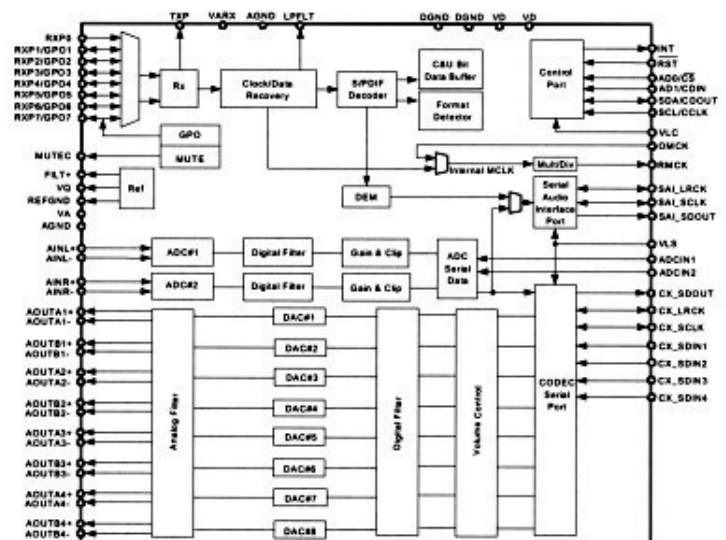 TXP VARX AGND LPFLT DGND DGND VD VD
RXP0
RXP1/GPO1
RXP2/GPO2
RXP3/GPO3
RXP4/GPO4
RXP5/GPO5
RXP6/GPO6
RXP7/GPO7
MUTEC
FILT+
VQ
REFGND
VA
AGND
AINL+
AINL-
AINR+
AINR-
AOUTA1+
AOUTA1-
AOUTB1+
AOUTB1-
AOUTA2+
AOUTA2-
AOUTB2+
AOUTB2-
AOUTA3+
AOUTA3-
AOUTB3+
AOUTB3-
AOUTA4+
AOUTA4-
AOUTB4+
AOUTB4-
Rx
Clock/Data
Recovery
S/PDIF
Decoder
C&U Bit
Data Buffer
Format
Detector
Control
Port
GPO
MUTE
Ref
Internal MCLK
Mult/Div
DEM
Serial
Audio
Interface
Port
ADC#1
Digital Filter
Gain & Clip
ADC
Serial
Data
ADC#2
Digital Filter
Gain & Clip
Analog Filter
DAC#1
DAC#2
DAC#3
DAC#4
DAC#5
DAC#6
DAC#7
DAC#8
Digital Filter
Volume Control
CODEC
Serial
Port
INT
RST
AD0/CS
AD1/CDIN
SDA/CDOUT
SCL/CCLK
VLC
OMCK
RMCK
SAI_LRCK
SAI_SCLK
SAI_SDOUT
VLS
ADCIN1
ADCIN2
CX_SDOUT
CX_LRCK
CX_SCLK
CX_SDIN1
CX_SDIN2
CX_SDIN3
CX_SDIN4